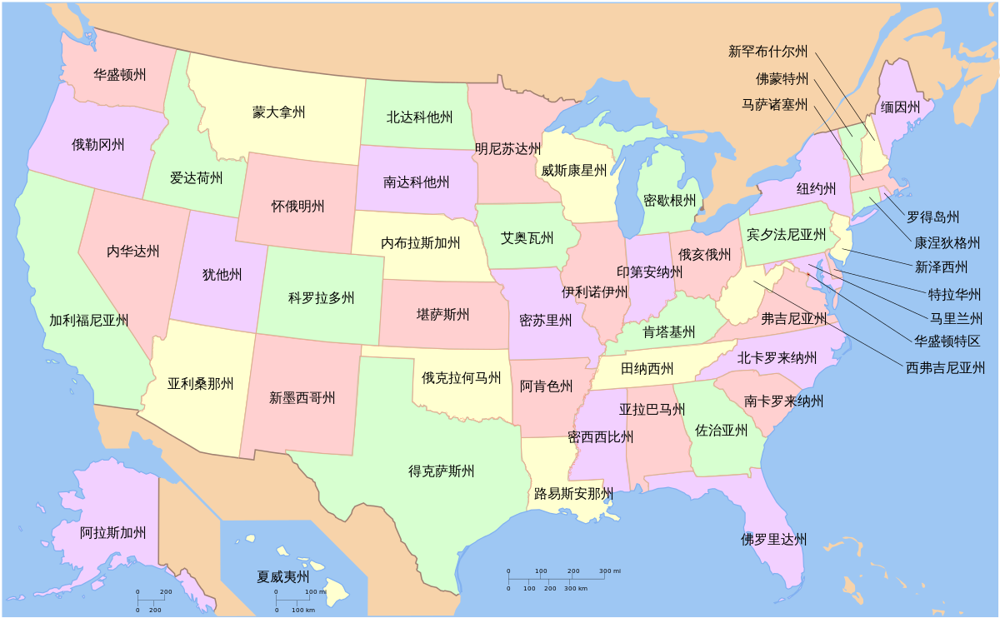 新罕布什尔州
华盛顿州
佛蒙特州
马萨诸塞州
缅因州
蒙大拿州
北达科他州
俄勒冈州
明尼苏达州
爱达荷州
南达科他州
威斯康星州
纽约州
怀俄明州
密歇根州
罗得岛州
宾夕法尼亚州
艾奥瓦州
内布拉斯加州
康涅狄格州
内华达州
俄亥俄州
新泽西州
犹他州
印第安纳州
伊利诺伊州
特拉华州
科罗拉多州
堪萨斯州
加利福尼亚州
密苏里州
弗吉尼亚州
马里兰州
肯塔基州
华盛顿特区
北卡罗来纳州
田纳西州
西弗吉尼亚州
俄克拉何马州
亚利桑那州
阿肯色州
新墨西哥州
南卡罗来纳州
亚拉巴马州
佐治亚州
密西西比州
得克萨斯州
路易斯安那州
阿拉斯加州
佛罗里达州
夏威夷州
0 100 200 300 mi
0 100 200 300 km
0 200
0 200
0 100 mi
0 100 km